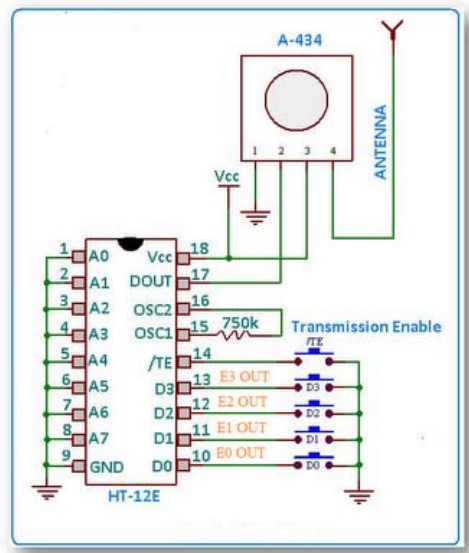 A-434
1 2 3 4
ANTENNA
Vcc
1 A0 Vcc 18
2 A1 DOUT 17
3 A2 OSC2 16
4 A3 OSC1 15 750k
Transmission Enable
5 A4 /TE 14 /TE
6 A5 D3 13 E3 OUT D3
7 A6 D2 12 E2 OUT D2
8 A7 D1 11 E1 OUT D1
9 GND D0 10 E0 OUT D0
HT-12E